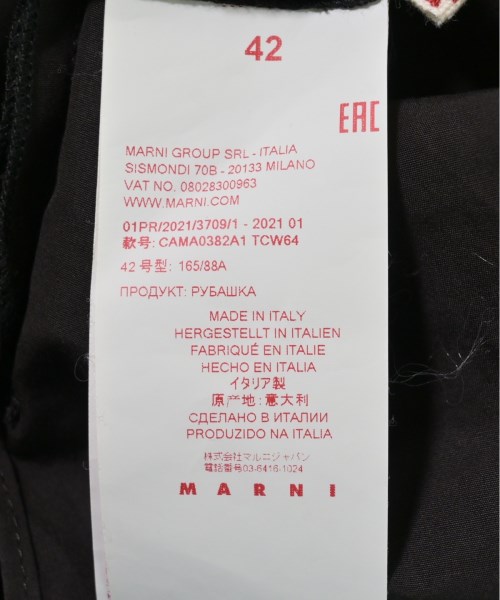 42
EAC
MARNI GROUP SRL - ITALIA
SISMONDI 70B - 20133 MILANO
VAT NO. 08028300963
WWW.MARNI.COM
01PR/2021/3709/1 - 2021 01
款号: CAMA0382A1 TCW64
42 号型: 165/88A
ПРОДУКТ: РУБАШКА
MADE IN ITALY
HERGESTELLT IN ITALIEN
FABRIQUÉ EN ITALIE
HECHO EN ITALIA
イタリア製
原产地: 意大利
СДЕЛАНО В ИТАЛИИ
PRODUZIDO NA ITALIA
株式会社マルニジャパン
電話番号03-6416-1024
MARNI